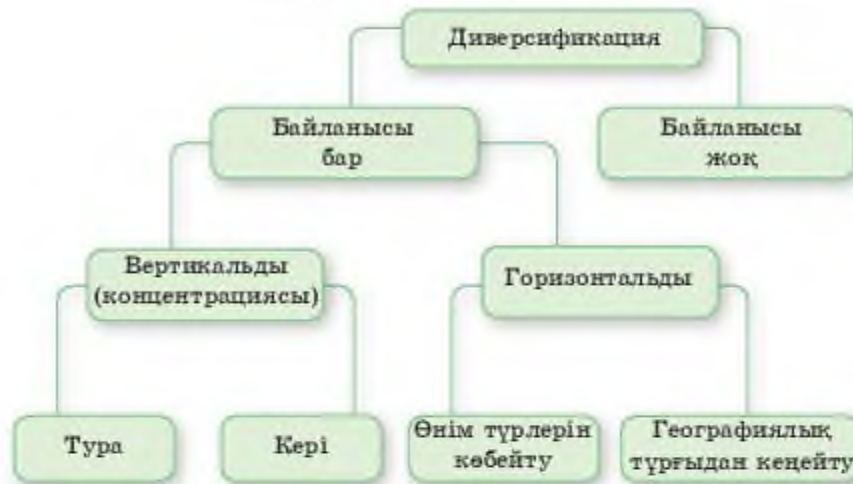 Диверсификация
Байланысы
бар
Байланысы
жоқ
Вертикальды
(концентрациясы)
Горизонтальды
Тура
Кері
Өнім түрлерін
көбейту
Географиялық
тұрғыдан кеңейту